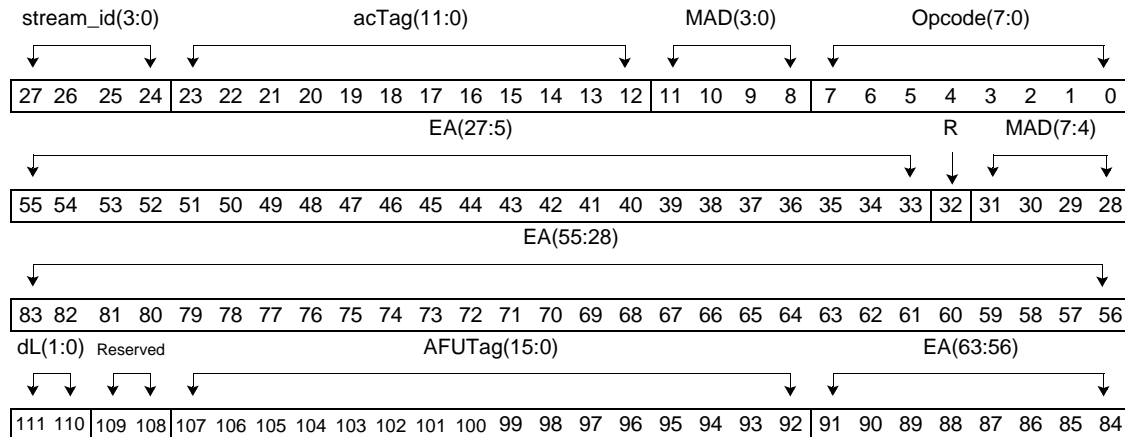 stream_id(3:0) acTag(11:0) MAD(3:0) Opcode(7:0)
27 26 25 24 23 22 21 20 19 18 17 16 15 14 13 12 11 10 9 8 7 6 5 4 3 2 1 0
EA(27:5) R MAD(7:4)
55 54 53 52 51 50 49 48 47 46 45 44 43 42 41 40 39 38 37 36 35 34 33 32 31 30 29 28
EA(55:28)
83 82 81 80 79 78 77 76 75 74 73 72 71 70 69 68 67 66 65 64 63 62 61 60 59 58 57 56
dL(1:0) Reserved AFUTag(15:0) EA(63:56)
111 110 109 108 107 106 105 104 103 102 101 100 99 98 97 96 95 94 93 92 91 90 89 88 87 86 85 84